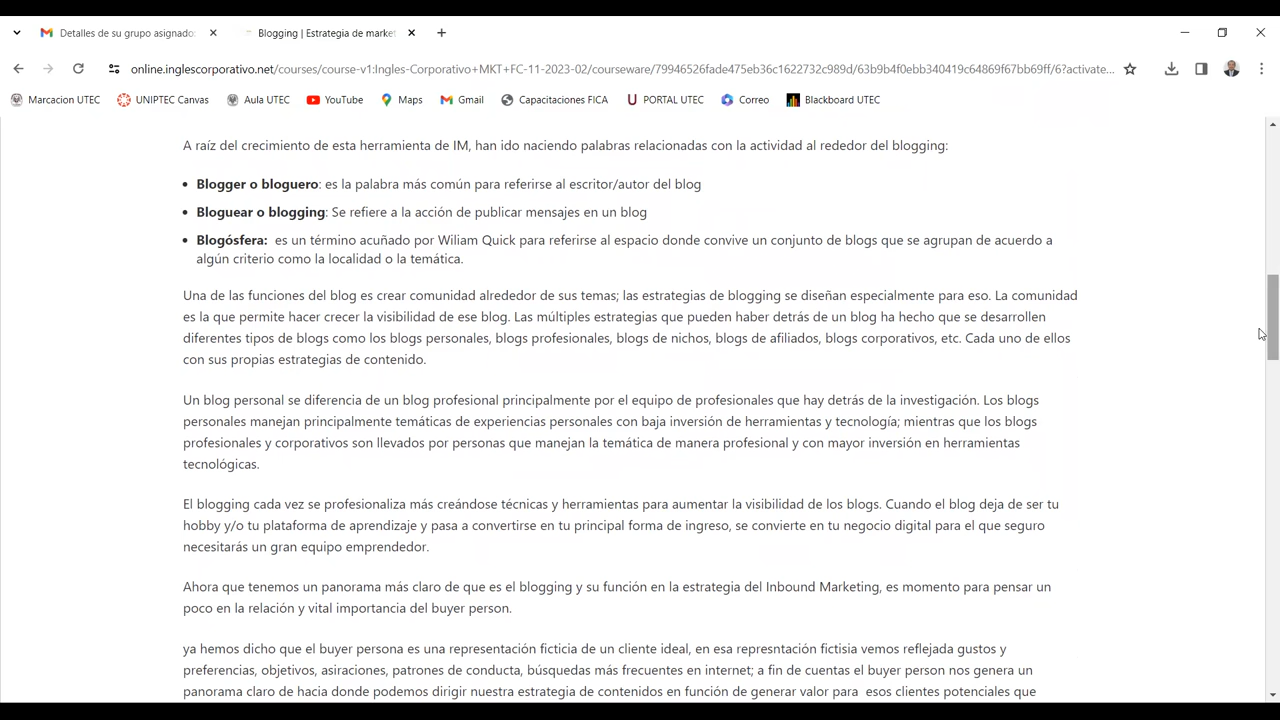 Detalles de su grupo asignado
Blogging | Estrategia de market
online.inglescorporativo.net/courses/course-v1:Ingles-Corporativo+MKT+FC-11-2023-02/courseware/79946526fade475eb36c1622732c989d/63b9b4f0ebb340419c64869f67bb69ff/6?activate...
Marcacion UTEC
UNIPTEC Canvas
Aula UTEC
YouTube
Maps
Gmail
Capacitaciones FICA
PORTAL UTEC
Correo
Blackboard UTEC
A raíz del crecimiento de esta herramienta de IM, han ido naciendo palabras relacionadas con la actividad al rededor del blogging:
• Blogger o bloguero: es la palabra más común para referirse al escritor/autor del blog
• Bloguear o blogging: Se refiere a la acción de publicar mensajes en un blog
• Blogósfera: es un término acuñado por Wiliam Quick para referirse al espacio donde convive un conjunto de blogs que se agrupan de acuerdo a
algún criterio como la localidad o la temática.
Una de las funciones del blog es crear comunidad alrededor de sus temas; las estrategias de blogging se diseñan especialmente para eso. La comunidad
es la que permite hacer crecer la visibilidad de ese blog. Las múltiples estrategias que pueden haber detrás de un blog ha hecho que se desarrollen
diferentes tipos de blogs como los blogs personales, blogs profesionales, blogs de nichos, blogs de afiliados, blogs corporativos, etc. Cada uno de ellos
con sus propias estrategias de contenido.
Un blog personal se diferencia de un blog profesional principalmente por el equipo de profesionales que hay detrás de la investigación. Los blogs
personales manejan principalmente temáticas de experiencias personales con baja inversión de herramientas y tecnología; mientras que los blogs
profesionales y corporativos son llevados por personas que manejan la temática de manera profesional y con mayor inversión en herramientas
tecnológicas.
El blogging cada vez se profesionaliza más creándose técnicas y herramientas para aumentar la visibilidad de los blogs. Cuando el blog deja de ser tu
hobby y/o tu plataforma de aprendizaje y pasa a convertirse en tu principal forma de ingreso, se convierte en tu negocio digital para el que seguro
necesitarás un gran equipo emprendedor.
Ahora que tenemos un panorama más claro de que es el blogging y su función en la estrategia del Inbound Marketing, es momento para pensar un
poco en la relación y vital importancia del buyer person.
ya hemos dicho que el buyer persona es una representación ficticia de un cliente ideal, en esa represntación fictisia vemos reflejada gustos y
preferencias, objetivos, asiraciones, patrones de conducta, búsquedas más frecuentes en internet; a fin de cuentas el buyer person nos genera un
panorama claro de hacia donde podemos dirigir nuestra estrategia de contenidos en función de generar valor para esos clientes potenciales que